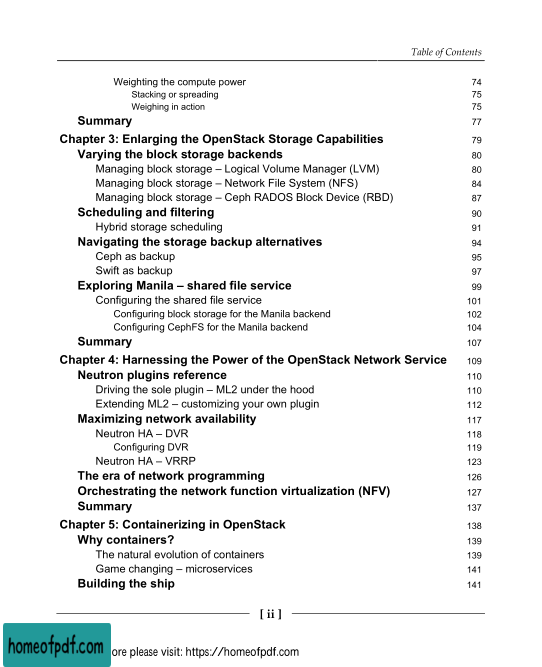 Table of Contents
Weighting the compute power 74
Stacking or spreading 75
Weighing in action 75
Summary 77
Chapter 3: Enlarging the OpenStack Storage Capabilities 79
Varying the block storage backends 80
Managing block storage – Logical Volume Manager (LVM) 80
Managing block storage – Network File System (NFS) 84
Managing block storage – Ceph RADOS Block Device (RBD) 87
Scheduling and filtering 90
Hybrid storage scheduling 91
Navigating the storage backup alternatives 94
Ceph as backup 95
Swift as backup 97
Exploring Manila – shared file service 99
Configuring the shared file service 101
Configuring block storage for the Manila backend 102
Configuring CephFS for the Manila backend 104
Summary 107
Chapter 4: Harnessing the Power of the OpenStack Network Service 109
Neutron plugins reference 110
Driving the sole plugin – ML2 under the hood 110
Extending ML2 – customizing your own plugin 112
Maximizing network availability 117
Neutron HA – DVR 118
Configuring DVR 119
Neutron HA – VRRP 123
The era of network programming 126
Orchestrating the network function virtualization (NFV) 127
Summary 137
Chapter 5: Containerizing in OpenStack 138
Why containers? 139
The natural evolution of containers 139
Game changing – microservices 141
Building the ship 141
[ ii ]
homeofpdf.com ore please visit: https://homeofpdf.com